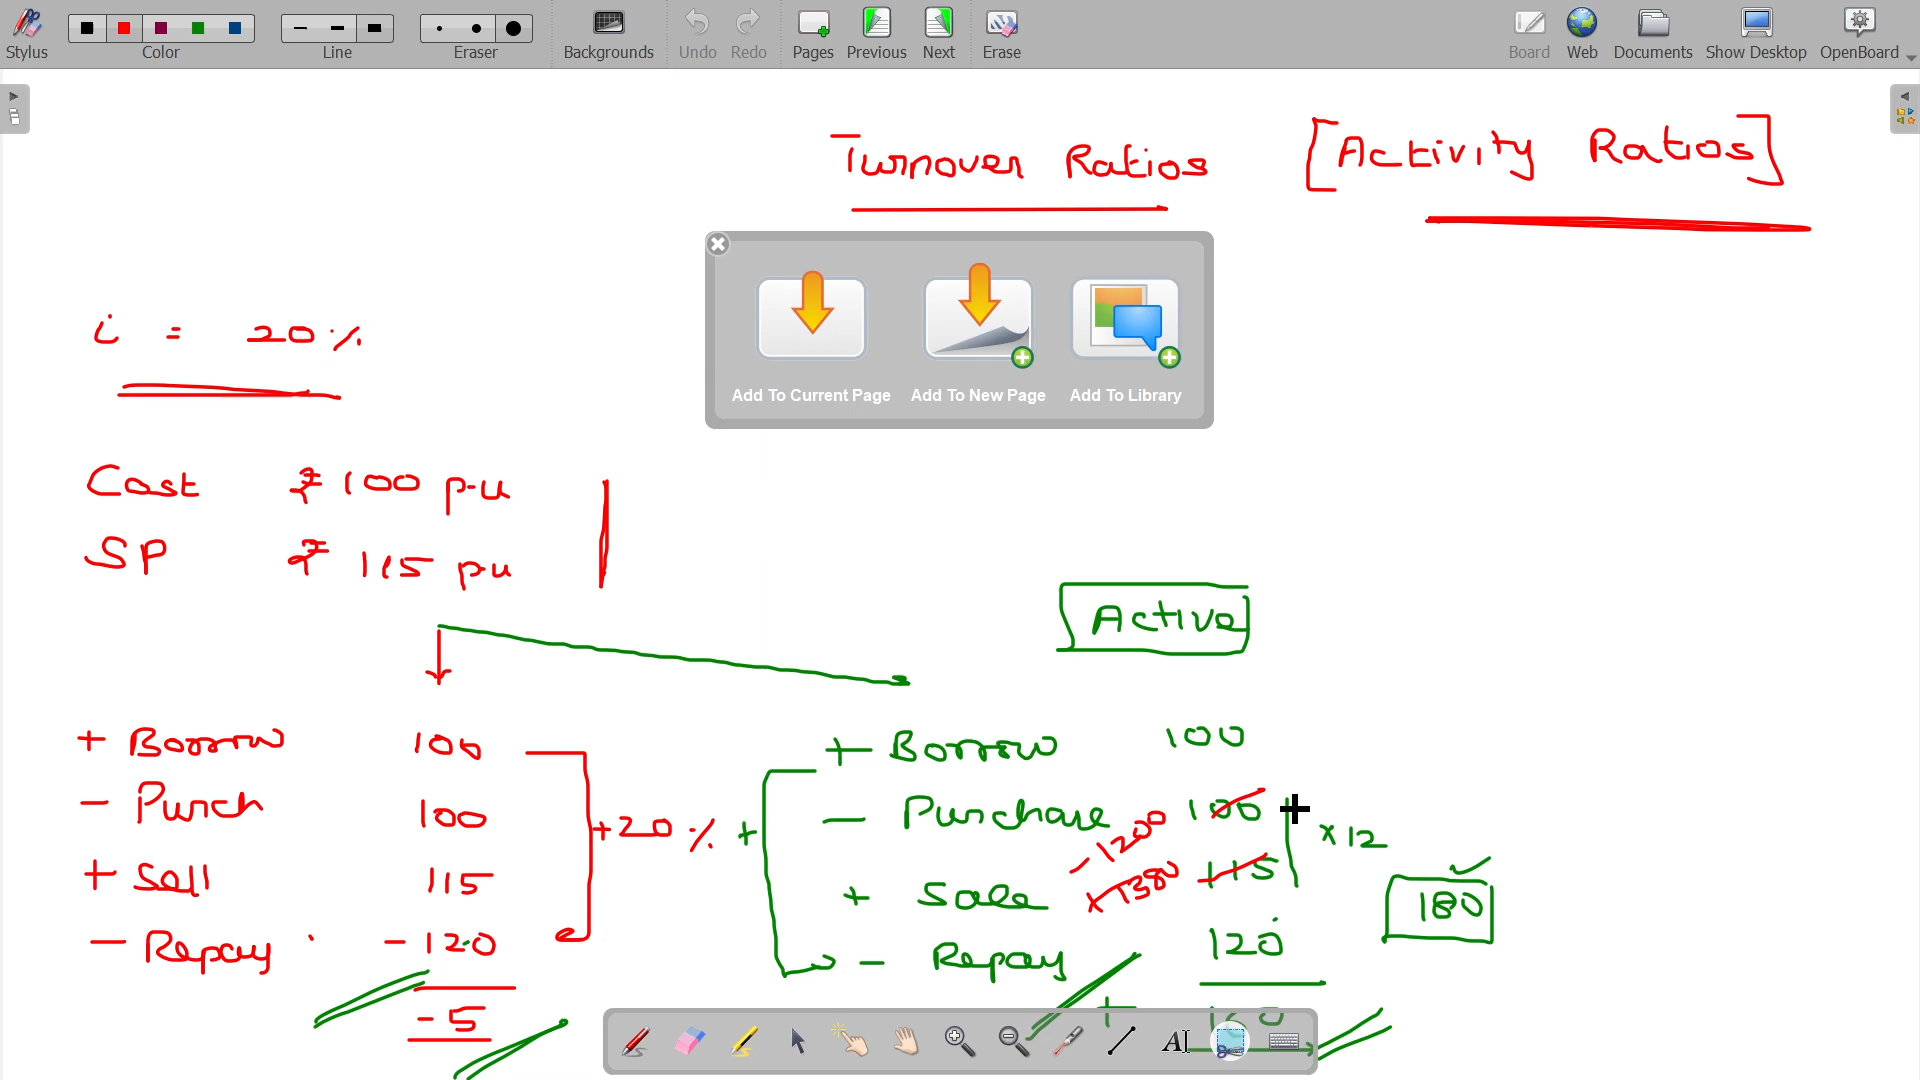 Stylus Color Line Eraser Backgrounds Undo Redo Pages Previous Next Erase Board Web Documents Show Desktop OpenBoard
Turnover Ratios [Activity Ratios]
Add To Current Page Add To New Page Add To Library
i = 20%
Cost ₹ 100 p.u
SP ₹ 115 pu
Active
+ Borrow 100
- Purch 100
+ Sell 115
- Repay - 120
- 5
+20%
+
+ Borrow 100
- Purchase 100
- 1200
+ Sale 115
x 1380
- Repay 120
x 12
180
+